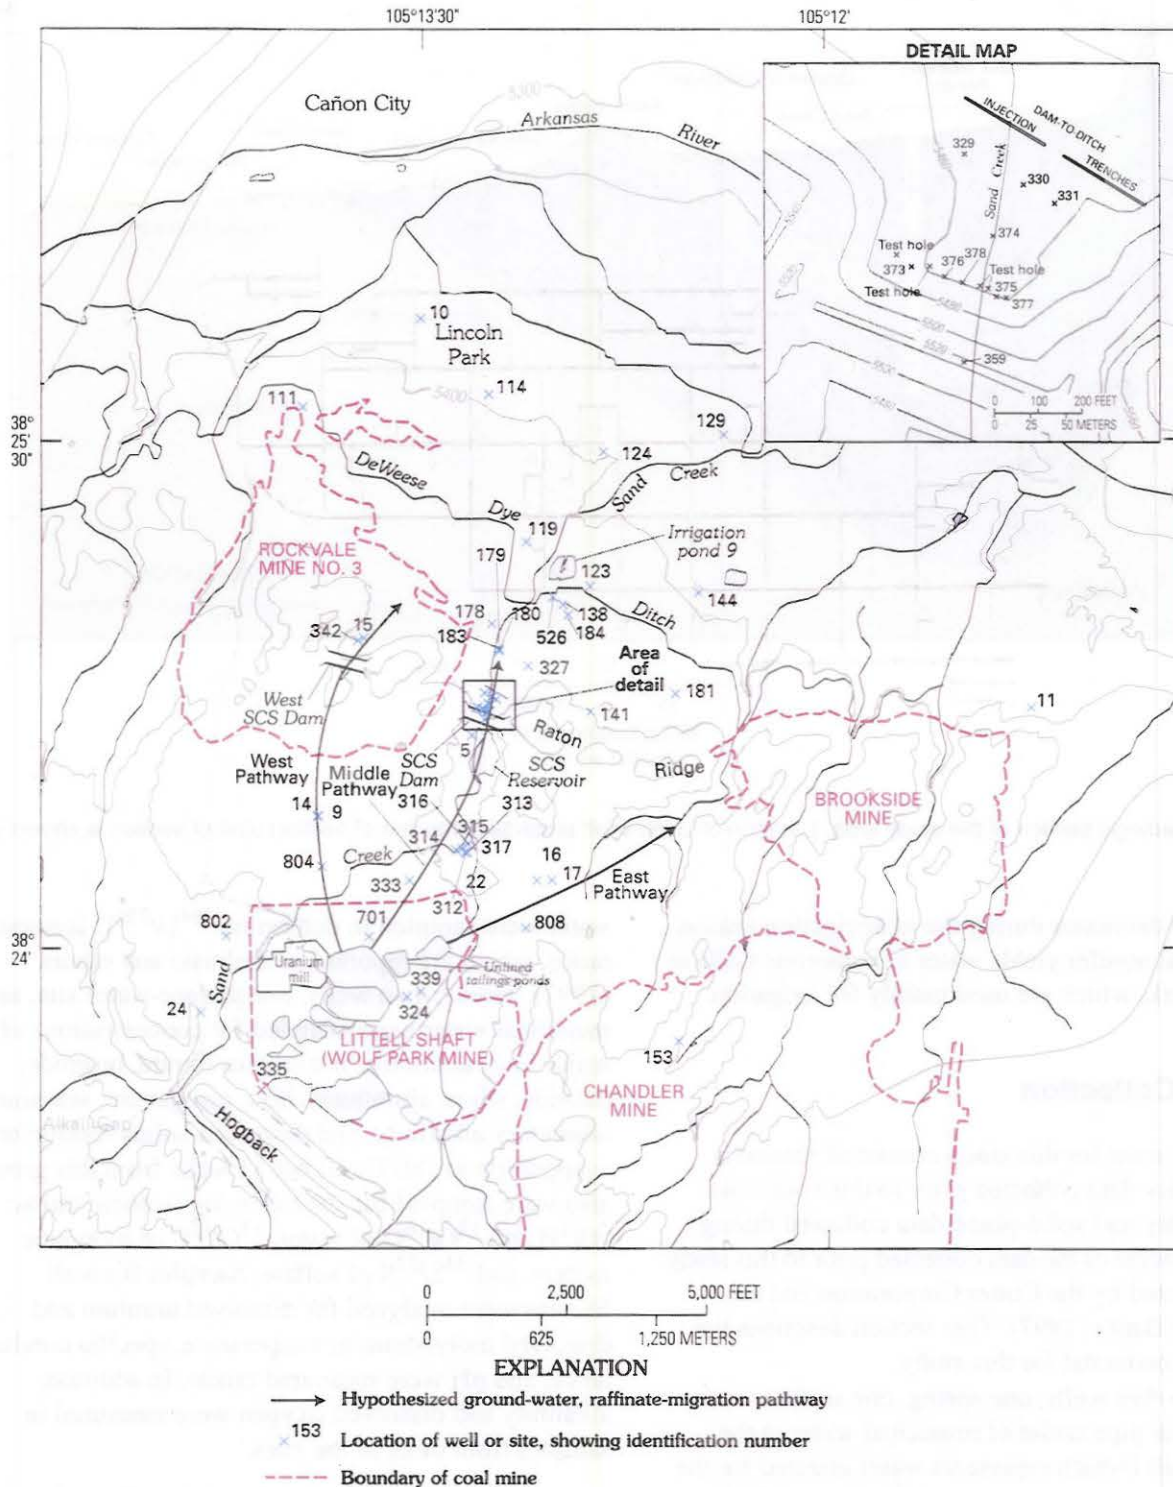 105°13'30"
105°12'
DETAIL MAP
Cañon City
Arkansas
River
5300
INJECTION
DAM-TO DITCH
TRENCHES
329
Sand Creek
330
331
374
Test hole
373
376
378
Test hole
375
Test hole
377
5480
5500
5520
359
0 100 200 FEET
0 25 50 METERS
10
Lincoln
Park
5400
114
111
129
38°
25'
30"
124
DeWeese
Dye
Sand
Creek
119
179
Irrigation
pond 9
ROCKVALE
MINE NO. 3
123
144
178
180
138
Ditch
342
15
183
526
184
327
Area
of
detail
West
SCS Dam
181
11
141
Raton
5
SCS
Dam
SCS
Reservoir
Ridge
West
Pathway
Middle
Pathway
316
313
BROOKSIDE
MINE
14
9
314
315
317
Creek
16
804
333
22
17
East
Pathway
312
802
701
808
38°
24'
Uranium
mill
Unlined
tailings ponds
339
Sand
24
324
LITTELL SHAFT
(WOLF PARK MINE)
153
335
CHANDLER
MINE
Alkali Gap
Hogback
0 2,500 5,000 FEET
0 625 1,250 METERS
EXPLANATION
Hypothesized ground-water, raffinate-migration pathway
153 Location of well or site, showing identification number
Boundary of coal mine